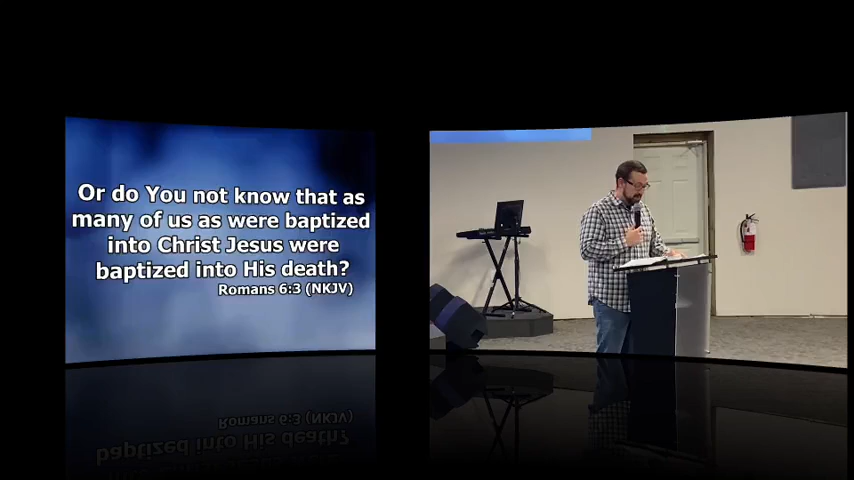 Or do You not know that as
many of us as were baptized
into Christ Jesus were
baptized into His death?
Romans 6:3 (NKJV)